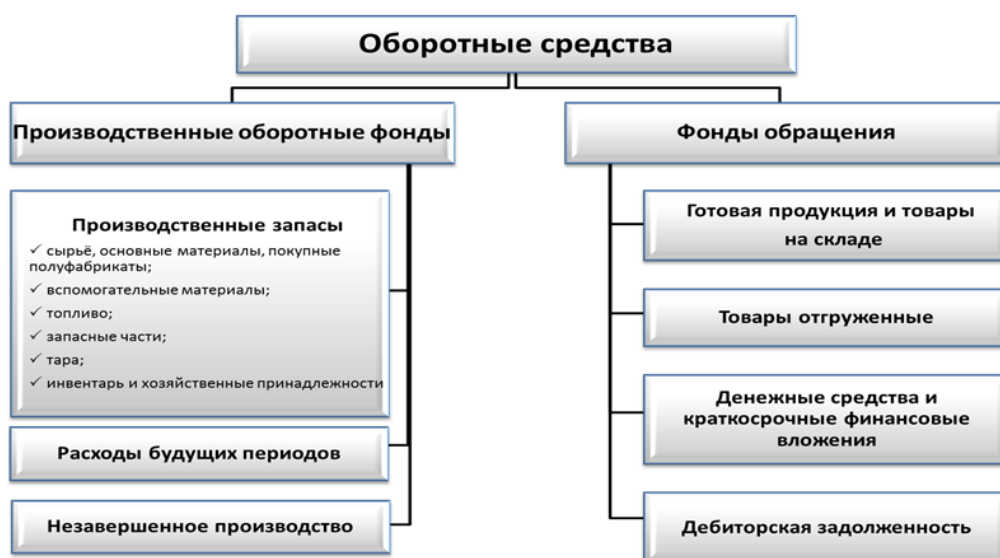 Оборотные средства
Производственные оборотные фонды
Производственные запасы
✓ сырьё, основные материалы, покупные
полуфабрикаты;
✓ вспомогательные материалы;
✓ топливо;
✓ запасные части;
✓ тара;
✓ инвентарь и хозяйственные принадлежности
Расходы будущих периодов
Незавершенное производство
Фонды обращения
Готовая продукция и товары
на складе
Товары отгруженные
Денежные средства и
краткосрочные финансовые
вложения
Дебиторская задолженность